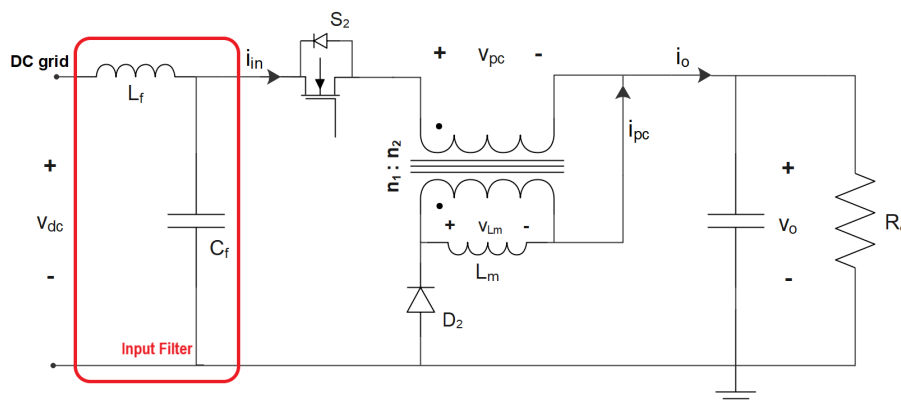 S2
DC grid
iin
+ vpc -
io
Lf
ipc
n1 : n2
+
vdc
-
Cf
+ vLm -
Lm
+
vo
-
D2
Input Filter